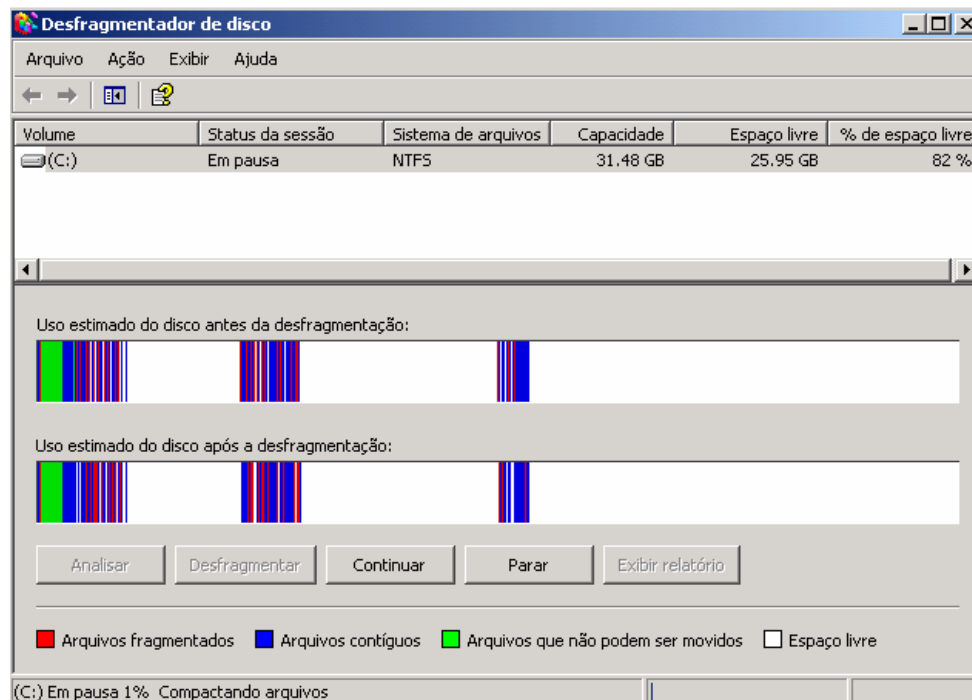 Desfragmentador de disco
Arquivo Ação Exibir Ajuda
Volume Status da sessão Sistema de arquivos Capacidade Espaço livre % de espaço livre
(C:) Em pausa NTFS 31.48 GB 25.95 GB 82 %
Uso estimado do disco antes da desfragmentação:
Uso estimado do disco após a desfragmentação:
Analisar Desfragmentar Continuar Parar Exibir relatório
Arquivos fragmentados Arquivos contíguos Arquivos que não podem ser movidos Espaço livre
(C:) Em pausa 1% Compactando arquivos